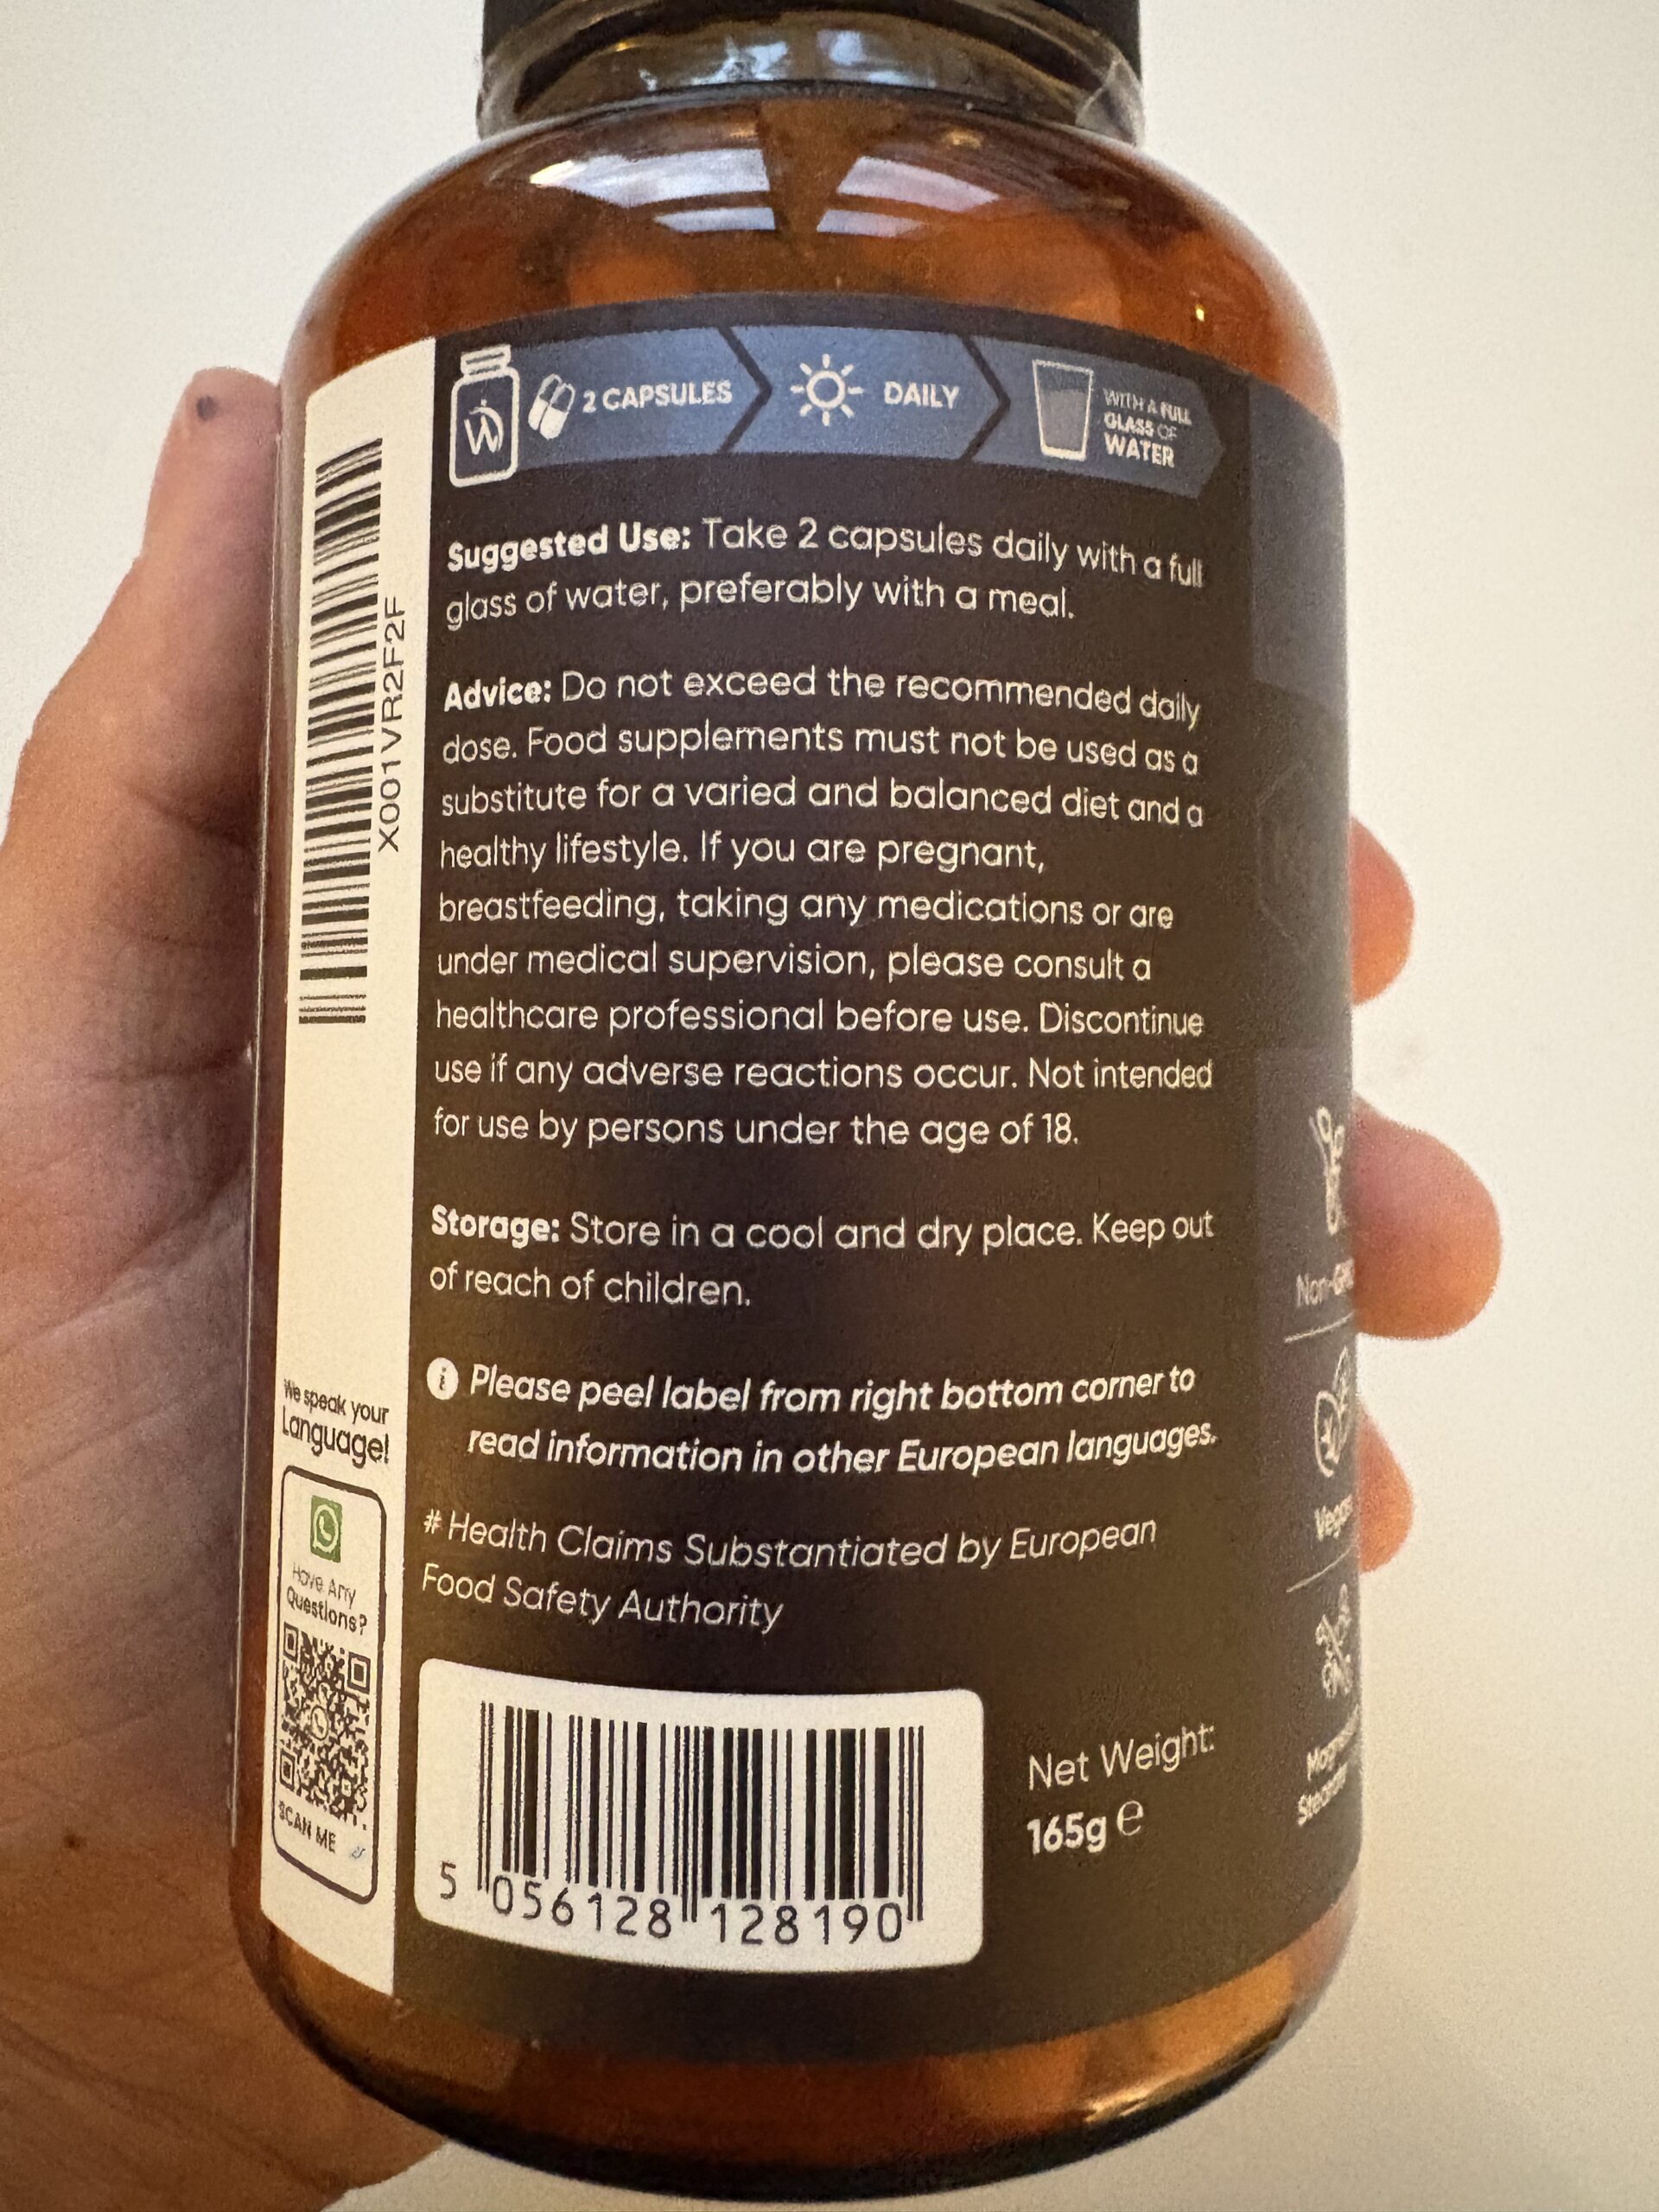 2 CAPSULES
DAILY
WITH A FULL
GLASS OF
WATER
Suggested Use: Take 2 capsules daily with a full
glass of water, preferably with a meal.
Advice: Do not exceed the recommended daily
dose. Food supplements must not be used as a
substitute for a varied and balanced diet and a
healthy lifestyle. If you are pregnant,
breastfeeding, taking any medications or are
under medical supervision, please consult a
healthcare professional before use. Discontinue
use if any adverse reactions occur. Not intended
for use by persons under the age of 18.
Storage: Store in a cool and dry place. Keep out
of reach of children.
Please peel label from right bottom corner to
read information in other European languages.
# Health Claims Substantiated by European
Food Safety Authority
5 056128 128190
Net Weight:
165g e
X001VR2F2F
We speak your
Language!
Have Any
Questions?
SCAN ME
Vegan